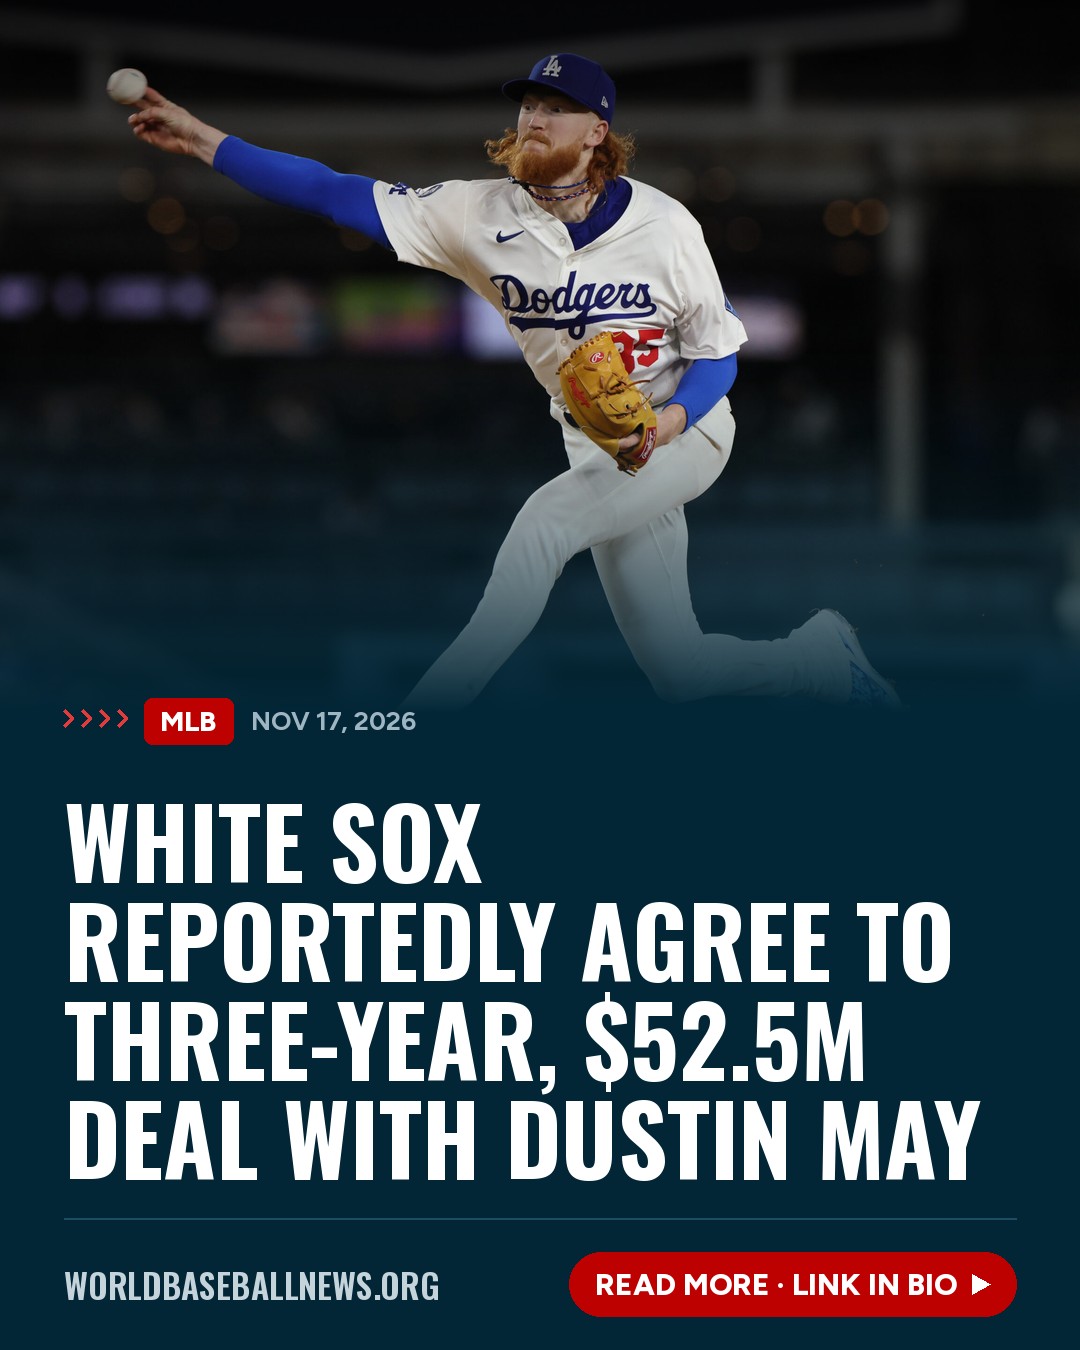 LA
Dodgers
35
>>>> MLB NOV 17, 2026
WHITE SOX
REPORTEDLY AGREE TO
THREE-YEAR, $52.5M
DEAL WITH DUSTIN MAY
WORLDBASEBALLNEWS.ORG
READ MORE · LINK IN BIO ▶